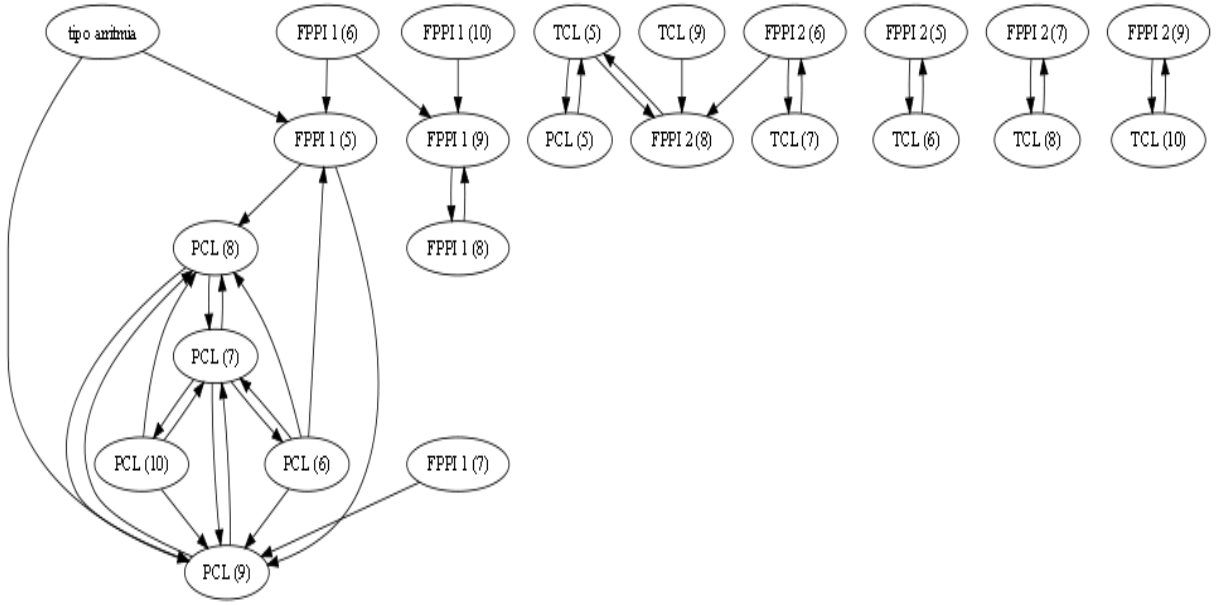 tipo arritmia
FPPI 1 (6)
FPPI 1 (10)
TCL (5)
TCL (9)
FPPI 2 (6)
FPPI 2 (5)
FPPI 2 (7)
FPPI 2 (9)
FPPI 1 (5)
FPPI 1 (9)
PCL (5)
FPPI 2 (8)
TCL (7)
TCL (6)
TCL (8)
TCL (10)
PCL (8)
FPPI 1 (8)
PCL (7)
PCL (10)
PCL (6)
FPPI 1 (7)
PCL (9)